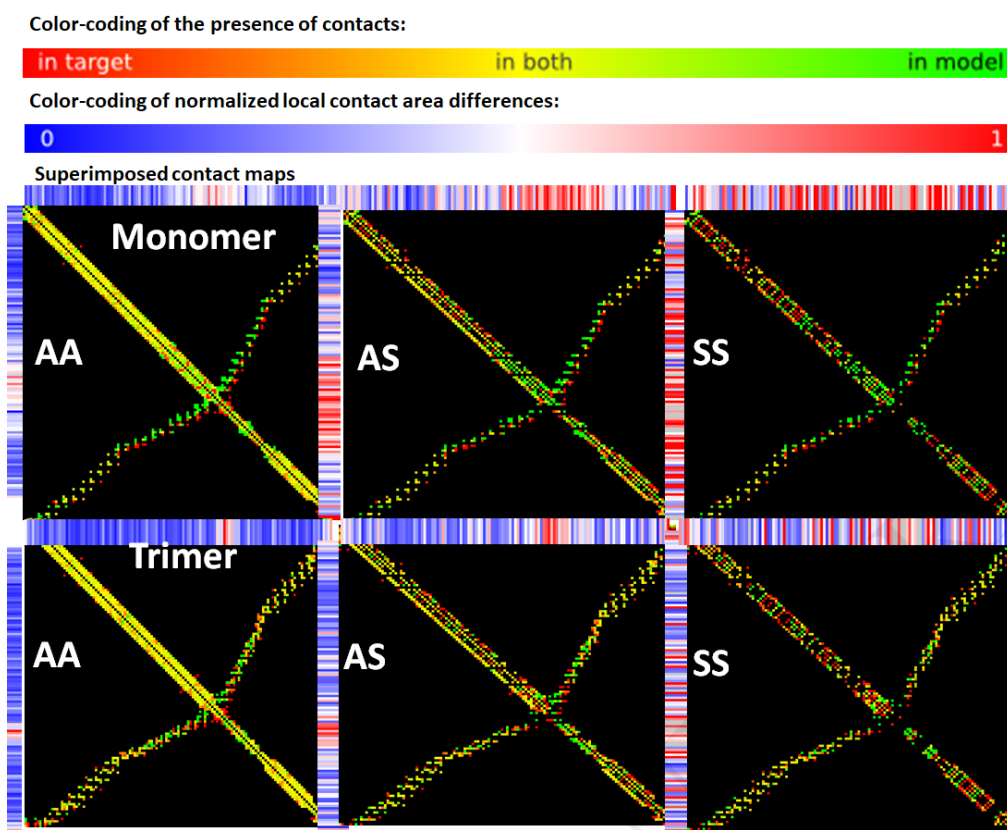 Color-coding of the presence of contacts:
in target in both in model
Color-coding of normalized local contact area differences:
0 1
Superimposed contact maps
Monomer
AA AS SS
Trimer
AA AS SS